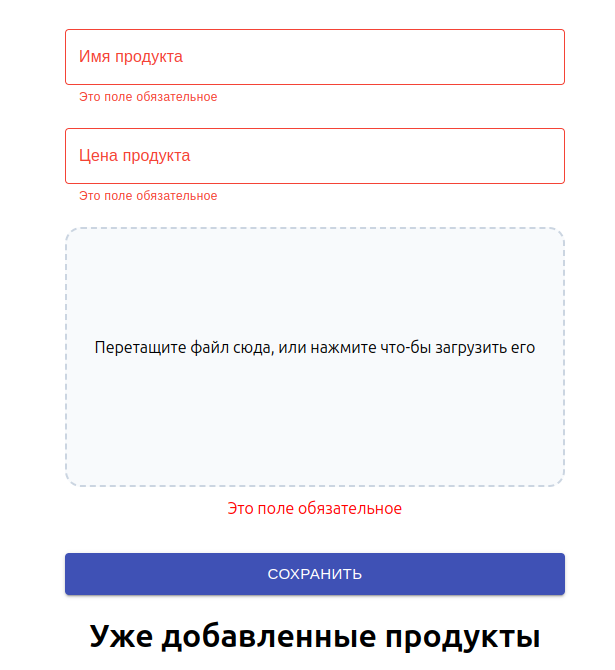 Имя продукта
Это поле обязательное
Цена продукта
Это поле обязательное
Перетащите файл сюда, или нажмите что-бы загрузить его
Это поле обязательное
СОХРАНИТЬ
Уже добавленные продукты